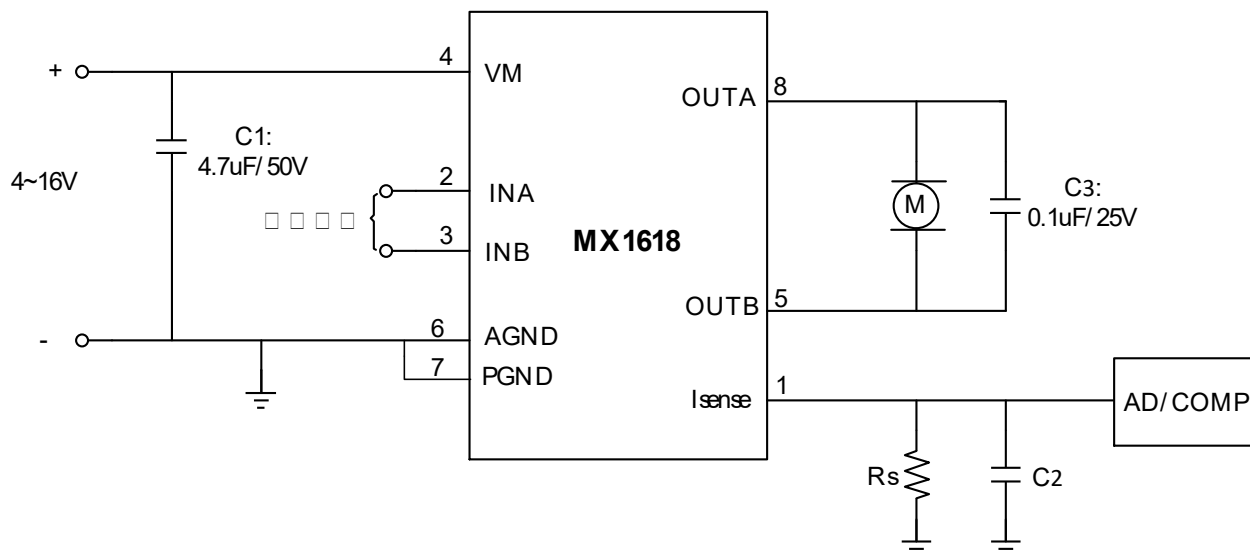 +
4~16V
-
C1:
4.7uF/50V
4
VM
2
INA
3
INB
6
AGND
7
PGND
MX1618
OUTA
8
OUTB
5
Isense
1
M
C3:
0.1uF/25V
Rs
C2
AD/COMP